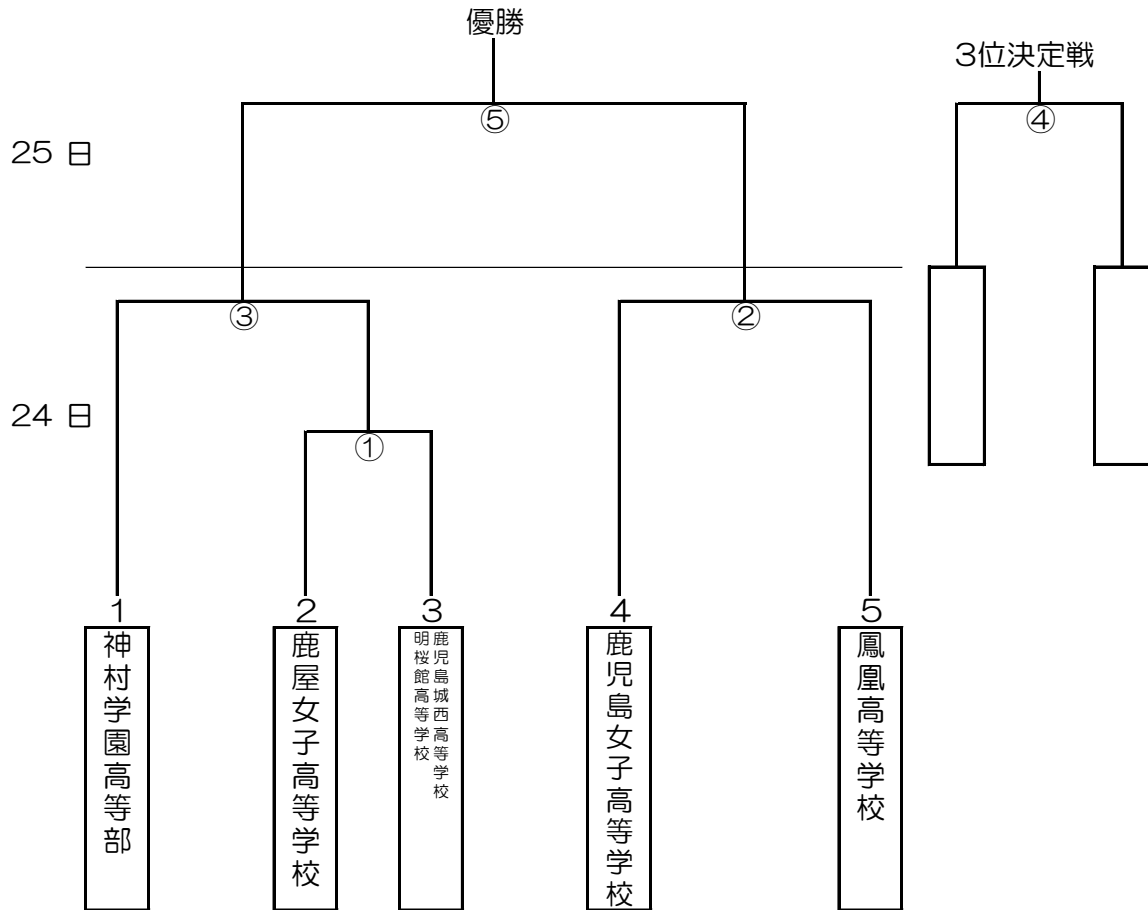 優勝
3位決定戦
⑤
④
25 日
③
②
24 日
①
1
2
3
4
5
神村学園高等部
鹿屋女子高等学校
鹿児島城西高等学校
明桜館高等学校
鹿児島女子高等学校
鳳凰高等学校